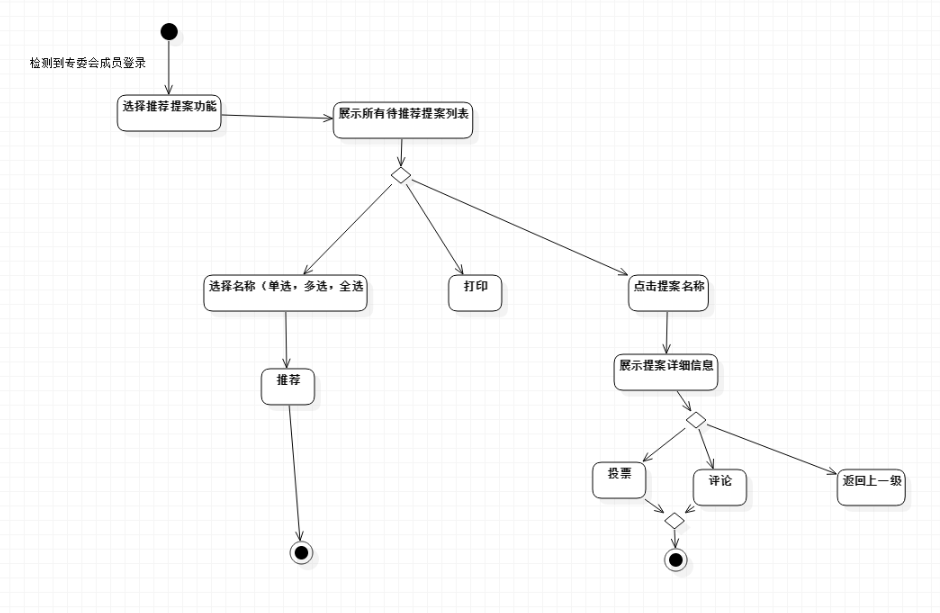 检测到专委会成员登录
选择推荐提案功能
展示所有待推荐提案列表
选择名称（单选，多选，全选
打印
点击提案名称
推荐
展示提案详细信息
投票
评论
返回上一级